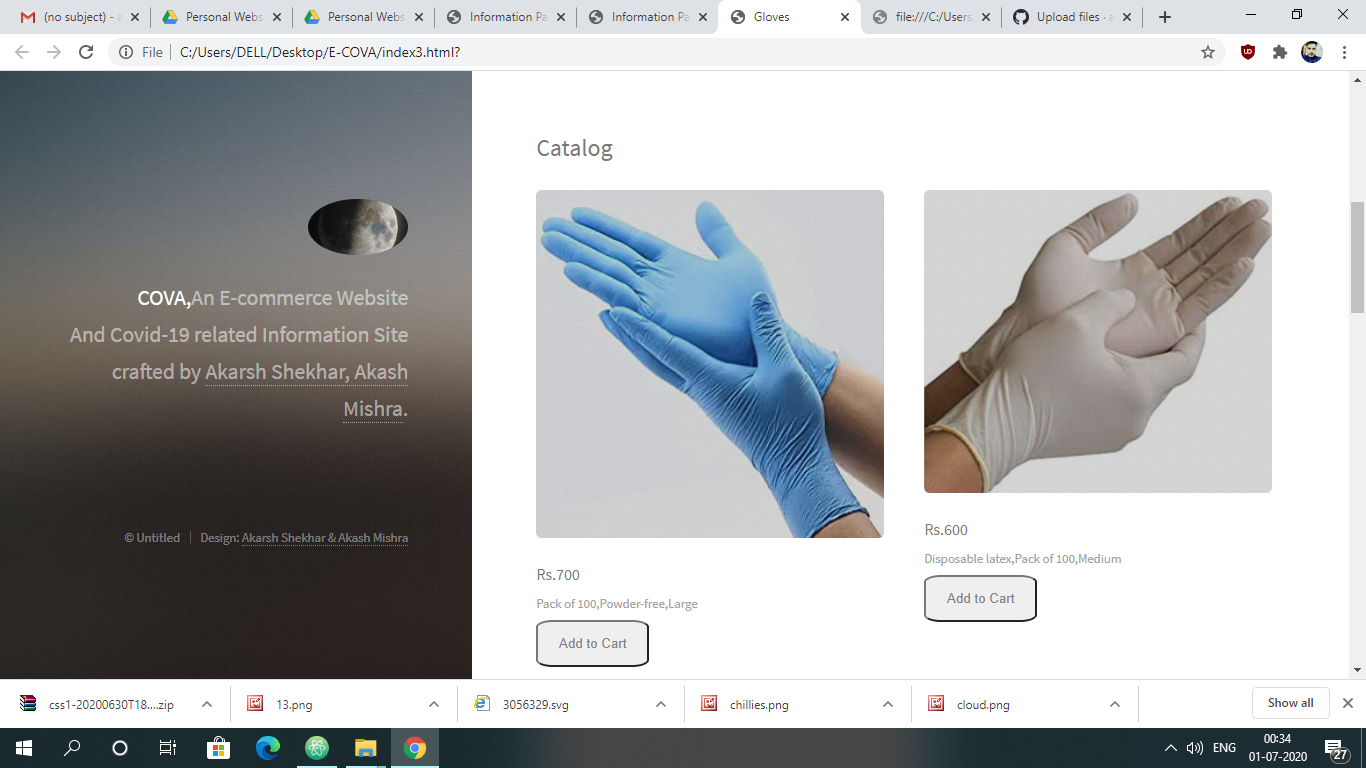 (no subject) - a
Personal Webs
Personal Webs
Information Pa
Information Pa
Gloves
file:///C:/Users
Upload files · a
File
C:/Users/DELL/Desktop/E-COVA/index3.html?
COVA,An E-commerce Website
And Covid-19 related Information Site
crafted by Akarsh Shekhar, Akash
Mishra.
© Untitled
Design: Akarsh Shekhar & Akash Mishra
Catalog
Rs.700
Pack of 100,Powder-free,Large
Add to Cart
Rs.600
Disposable latex,Pack of 100,Medium
Add to Cart
css1-20200630T18....zip
13.png
3056329.svg
chillies.png
cloud.png
Show all
ENG
00:34
01-07-2020
27